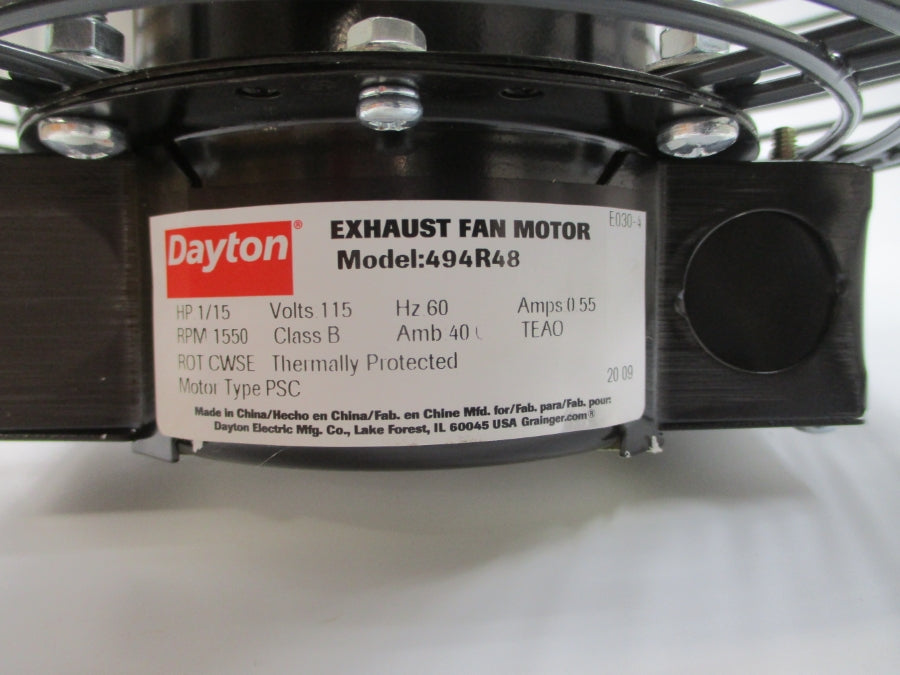 Dayton®
EXHAUST FAN MOTOR
Model:494R48
E030-4
HP 1/15 Volts 115 Hz 60 Amps 0.55
RPM 1550 Class B Amb 40 C TEAO
ROT CWSE Thermally Protected
Motor Type PSC
20 09
Made in China/Hecho en China/Fab. en Chine Mfd. for/Fab. para/Fab. pour:
Dayton Electric Mfg. Co., Lake Forest, IL 60045 USA Grainger.com®